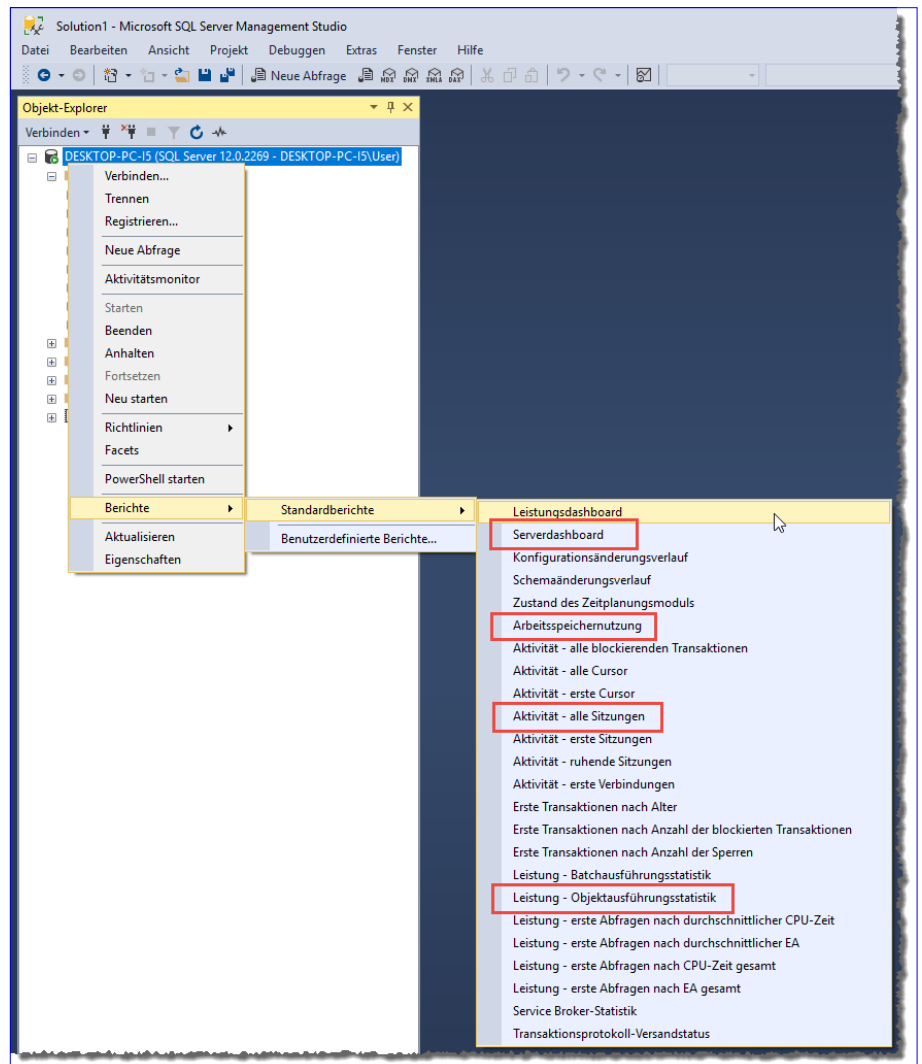 Solution1 - Microsoft SQL Server Management Studio
Datei Bearbeiten Ansicht Projekt Debuggen Extras Fenster Hilfe
Neue Abfrage MDX DMX XMLA DAX
Objekt-Explorer
Verbinden
DESKTOP-PC-I5 (SQL Server 12.0.2269 - DESKTOP-PC-I5\User)
Verbinden...
Trennen
Registrieren...
Neue Abfrage
Aktivitätsmonitor
Starten
Beenden
Anhalten
Fortsetzen
Neu starten
Richtlinien
Facets
PowerShell starten
Berichte
Aktualisieren
Eigenschaften
Standardberichte
Benutzerdefinierte Berichte...
Leistungsdashboard
Serverdashboard
Konfigurationsänderungsverlauf
Schemaänderungsverlauf
Zustand des Zeitplanungsmoduls
Arbeitsspeichernutzung
Aktivität - alle blockierenden Transaktionen
Aktivität - alle Cursor
Aktivität - erste Cursor
Aktivität - alle Sitzungen
Aktivität - erste Sitzungen
Aktivität - ruhende Sitzungen
Aktivität - erste Verbindungen
Erste Transaktionen nach Alter
Erste Transaktionen nach Anzahl der blockierten Transaktionen
Erste Transaktionen nach Anzahl der Sperren
Leistung - Batchausführungsstatistik
Leistung - Objektausführungsstatistik
Leistung - erste Abfragen nach durchschnittlicher CPU-Zeit
Leistung - erste Abfragen nach durchschnittlicher EA
Leistung - erste Abfragen nach CPU-Zeit gesamt
Leistung - erste Abfragen nach EA gesamt
Service Broker-Statistik
Transaktionsprotokoll-Versandstatus